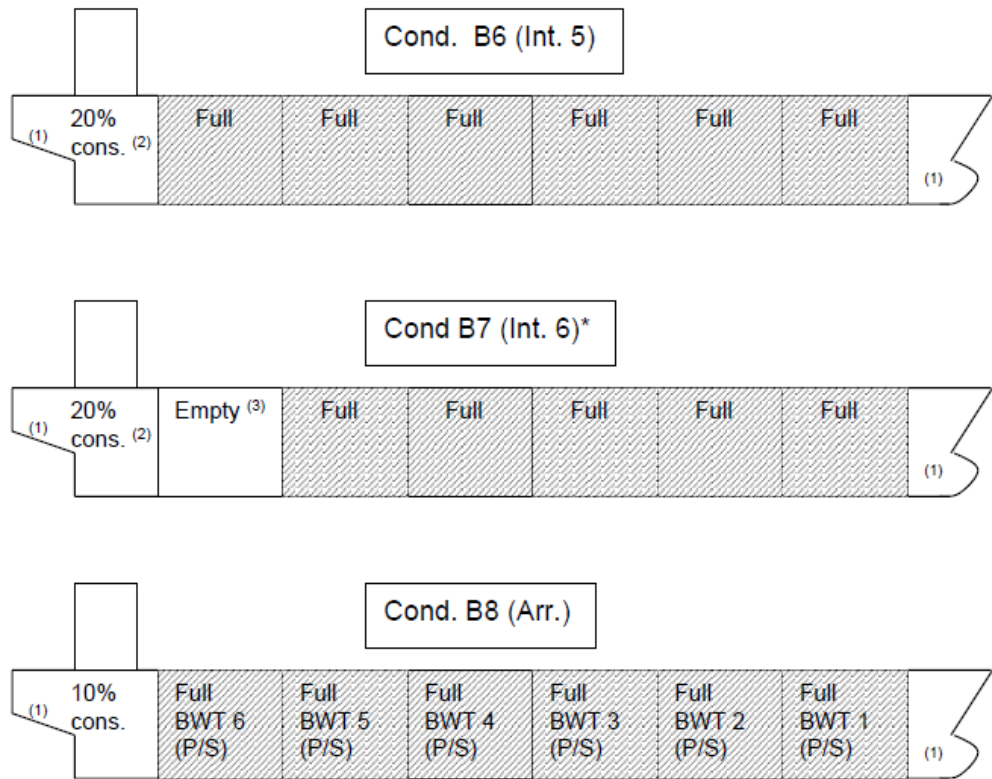 Cond. B6 (Int. 5)
(1) 20% cons. (2) Full Full Full Full Full Full (1)
Cond B7 (Int. 6)*
(1) 20% cons. (2) Empty (3) Full Full Full Full Full (1)
Cond. B8 (Arr.)
(1) 10% cons. Full BWT 6 (P/S) Full BWT 5 (P/S) Full BWT 4 (P/S) Full BWT 3 (P/S) Full BWT 2 (P/S) Full BWT 1 (P/S) (1)